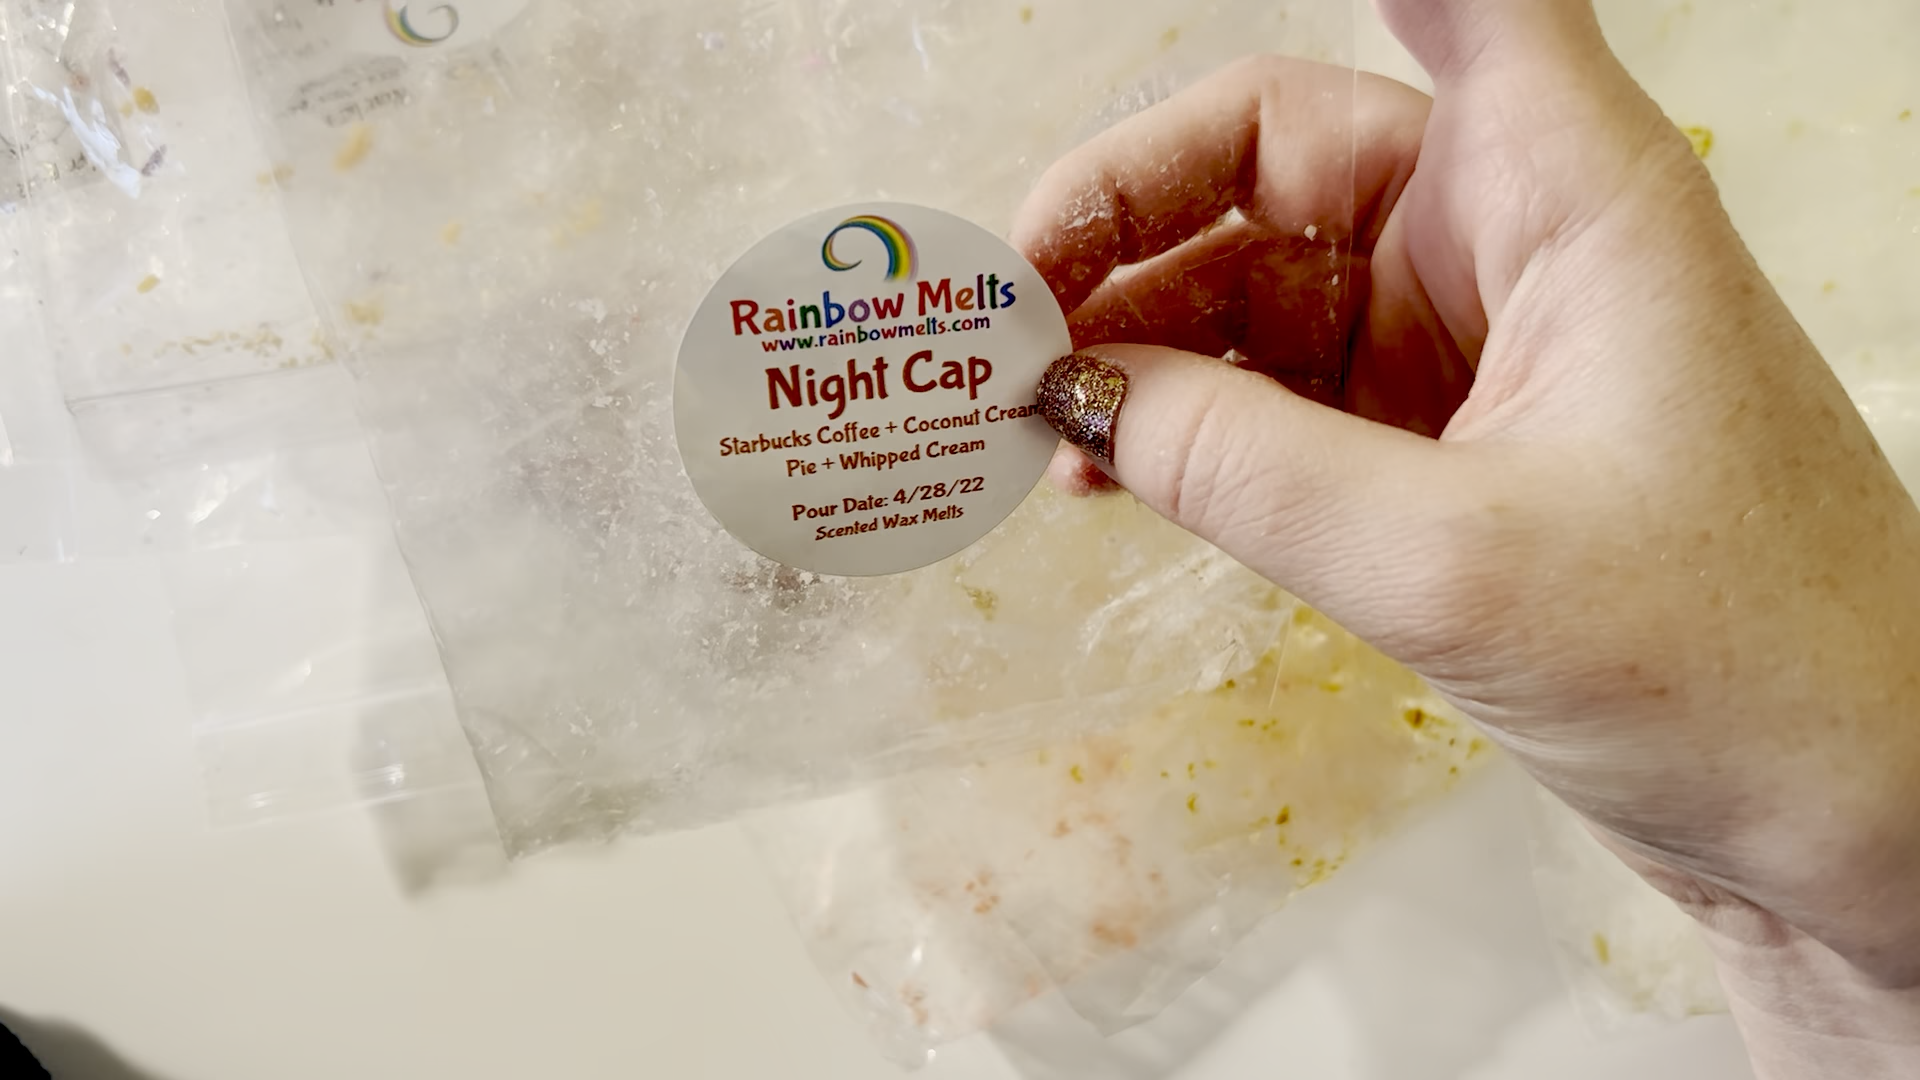 Rainbow Melts
www.rainbowmelts.com
Night Cap
Starbucks Coffee + Coconut Cream
Pie + Whipped Cream
Pour Date: 4/28/22
Scented Wax Melts